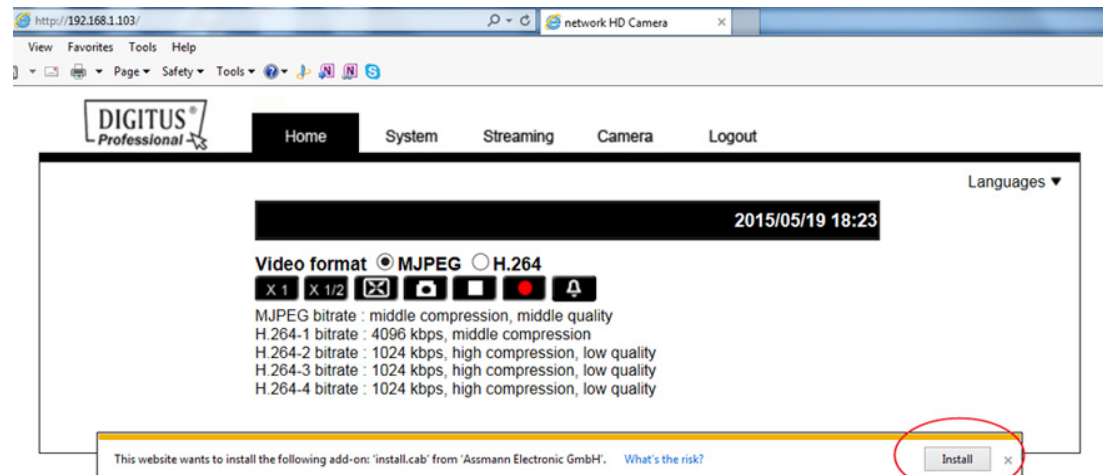 http://192.168.1.103/
network HD Camera
View Favorites Tools Help
Page Safety Tools
DIGITUS®
Professional
Home System Streaming Camera Logout
Languages
2015/05/19 18:23
Video format MJPEG H.264
X 1 X 1/2
MJPEG bitrate : middle compression, middle quality
H.264-1 bitrate : 4096 kbps, middle compression
H.264-2 bitrate : 1024 kbps, high compression, low quality
H.264-3 bitrate : 1024 kbps, high compression, low quality
H.264-4 bitrate : 1024 kbps, high compression, low quality
This website wants to install the following add-on: 'install.cab' from 'Assmann Electronic GmbH'. What's the risk? Install